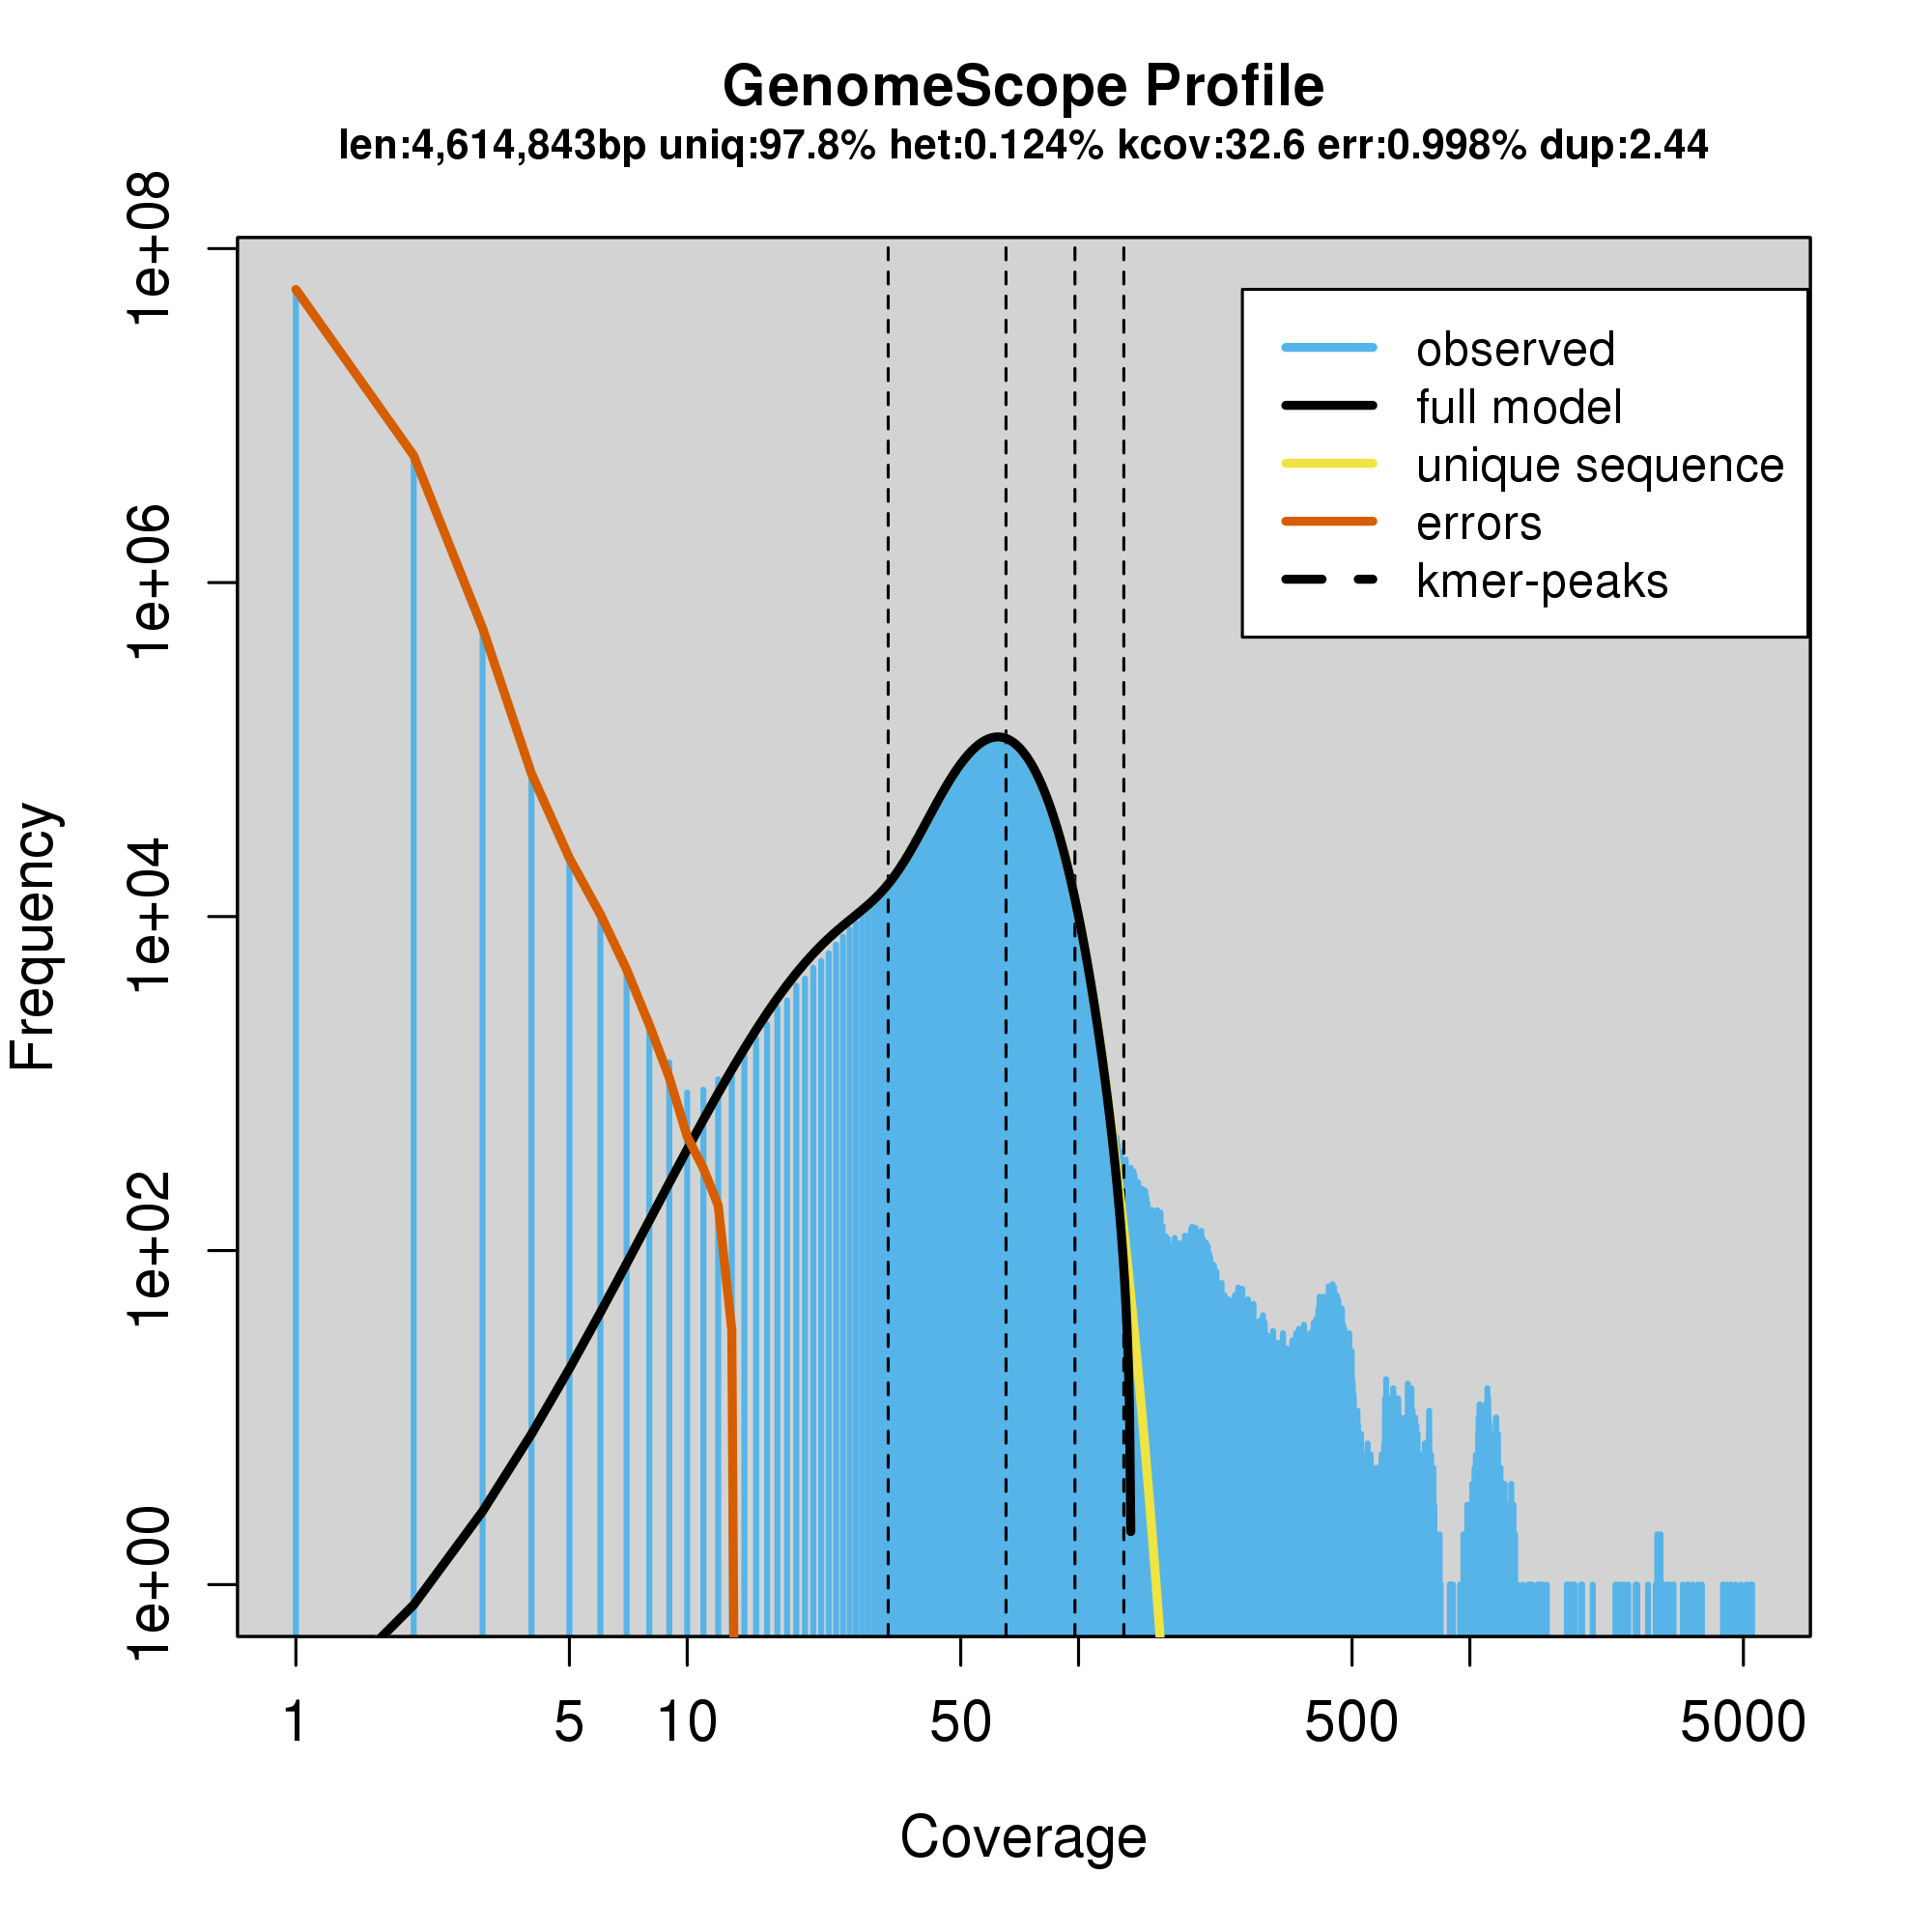 GenomeScope Profile
len:4,614,843bp uniq:97.8% het:0.124% kcov:32.6 err:0.998% dup:2.44
1e+08
1e+06
1e+04
1e+02
1e+00
Frequency
observed
full model
unique sequence
errors
kmer-peaks
1 5 10 50 500 5000
Coverage